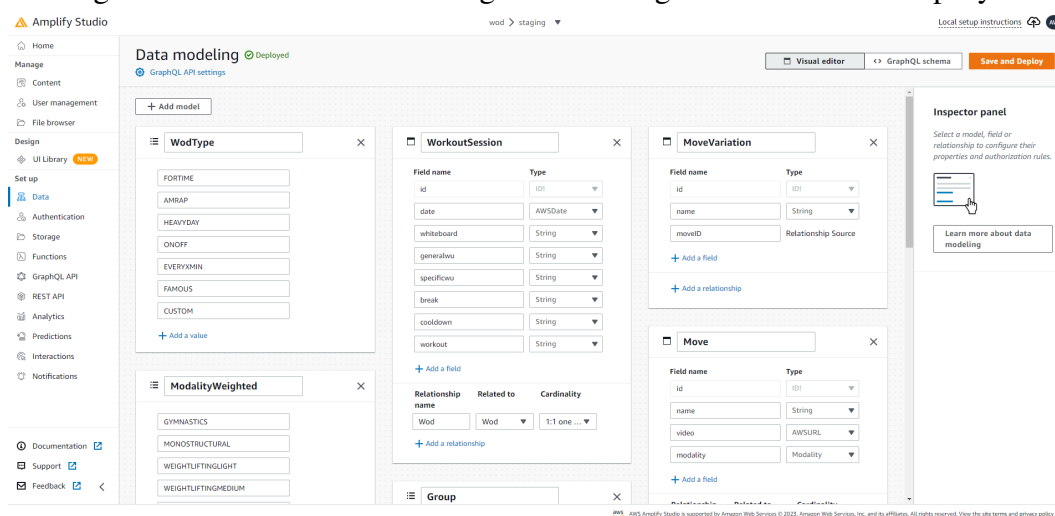 Amplify Studio
wod > staging
Local setup instructions
Home
Manage
Content
User management
File browser
Design
UI Library NEW
Set up
Data
Authentication
Storage
Functions
GraphQL API
REST API
Analytics
Predictions
Interactions
Notifications
Documentation
Support
Feedback
Data modeling Deployed
GraphQL API settings
Visual editor
GraphQL schema
Save and Deploy
+ Add model
WodType
FORTIME
AMRAP
HEAVYDAY
ONOFF
EVERYXMIN
FAMOUS
CUSTOM
+ Add a value
ModalityWeighted
GYMNASTICS
MONOSTRUCTURAL
WEIGHTLIFTINGLIGHT
WEIGHTLIFTINGMEDIUM
WorkoutSession
Field name Type
id ID!
date AWSDate
whiteboard String
generalwu String
specificwu String
break String
cooldown String
workout String
+ Add a field
Relationship name Related to Cardinality
Wod Wod 1:1 one ...
+ Add a relationship
Group
MoveVariation
Field name Type
id ID!
name String
moveID Relationship Source
+ Add a field
+ Add a relationship
Move
Field name Type
id ID!
name String
video AWSURL
modality Modality
+ Add a field
Relationship Related to Cardinality
Inspector panel
Select a model, field or
relationship to configure their
properties and authorization rules.
Learn more about data
modeling
aws AWS Amplify Studio is supported by Amazon Web Services © 2023, Amazon Web Services, Inc. and its affiliates. All rights reserved. View the site terms and privacy policy